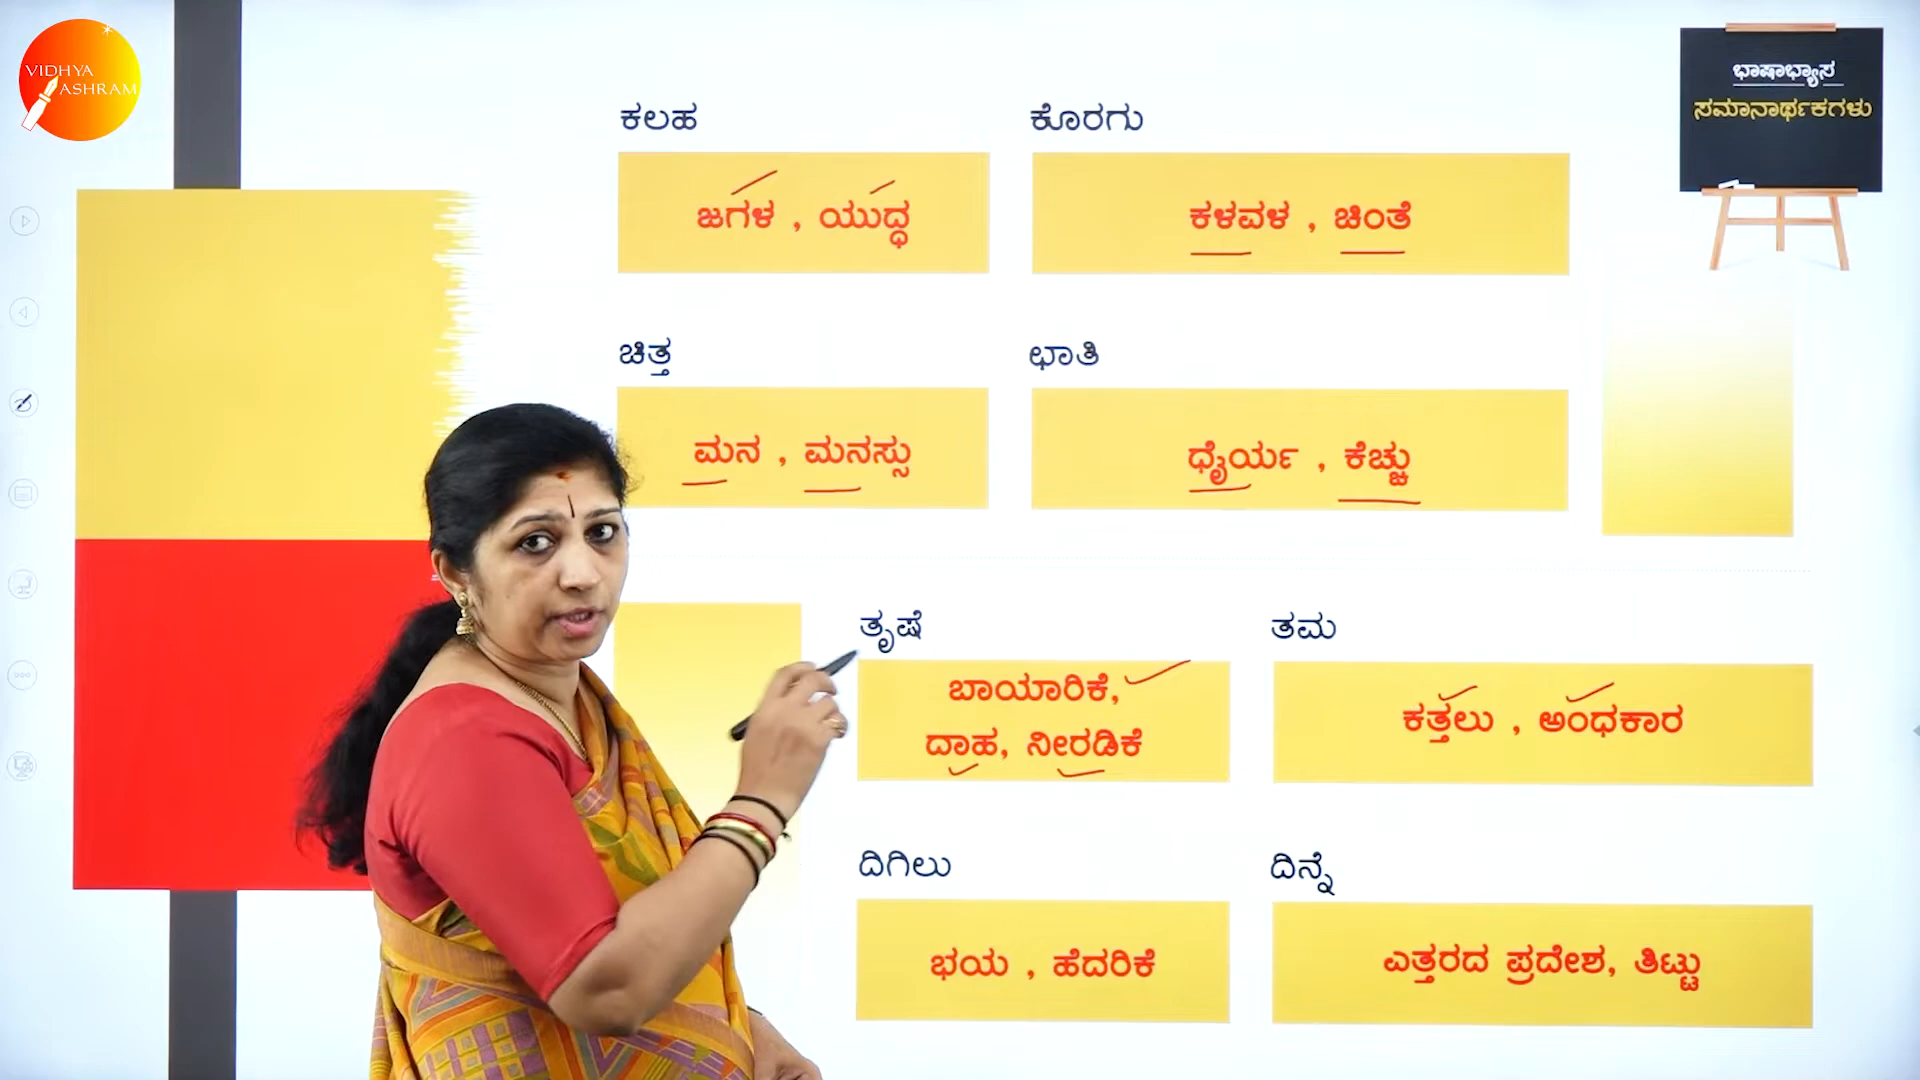 VIDHYA
ASHRAM
ಭಾಷಾಭ್ಯಾಸ
ಸಮಾನಾರ್ಥಕಗಳು
ಕಲಹ
ಜಗಳ , ಯುದ್ಧ
ಕೊರಗು
ಕಳವಳ , ಚಿಂತೆ
ಚಿತ್ತ
ಮನ , ಮನಸ್ಸು
ಛಾತಿ
ಧೈರ್ಯ , ಕೆಚ್ಚು
ತೃಷೆ
ಬಾಯಾರಿಕೆ,
ದಾಹ, ನೀರಡಿಕೆ
ತಮ
ಕತ್ತಲು , ಅಂಧಕಾರ
ದಿಗಿಲು
ಭಯ , ಹೆದರಿಕೆ
ದಿನ್ನೆ
ಎತ್ತರದ ಪ್ರದೇಶ, ತಿಟ್ಟು